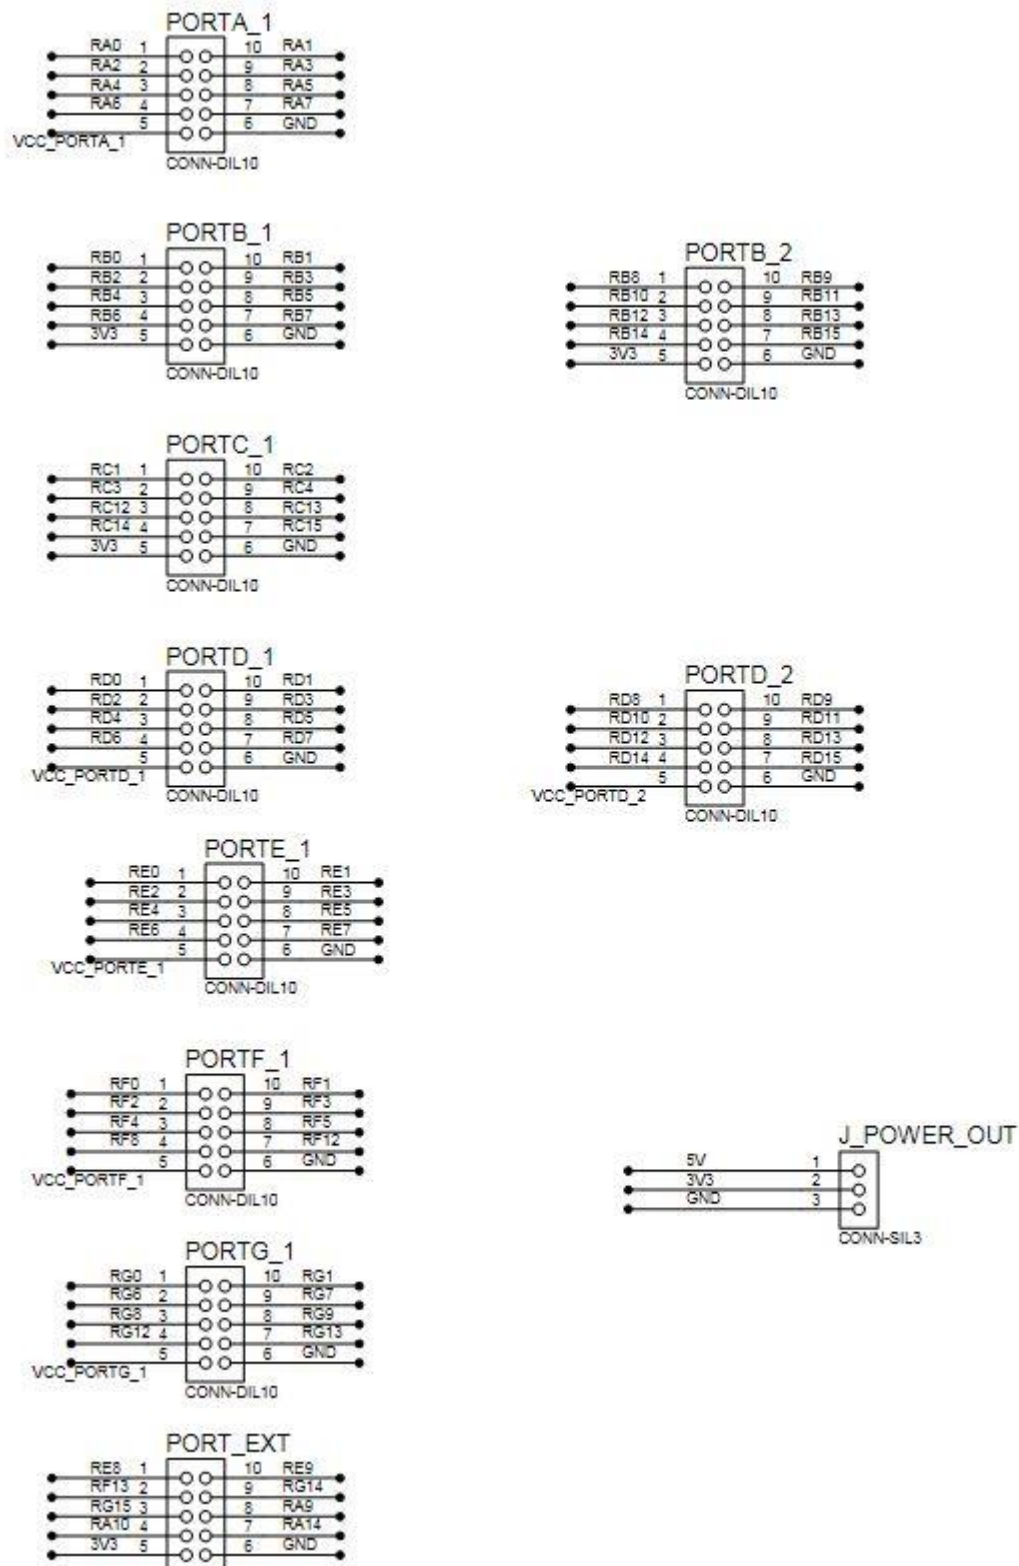 PORTA_1
RA0 1 10 RA1
RA2 2 9 RA3
RA4 3 8 RA5
RA6 4 7 RA7
5 6 GND
VCC_PORTA_1
CONN-DIL10
PORTB_1
RB0 1 10 RB1
RB2 2 9 RB3
RB4 3 8 RB5
RB6 4 7 RB7
3V3 5 6 GND
CONN-DIL10
PORTB_2
RB8 1 10 RB9
RB10 2 9 RB11
RB12 3 8 RB13
RB14 4 7 RB15
3V3 5 6 GND
CONN-DIL10
PORTC_1
RC1 1 10 RC2
RC3 2 9 RC4
RC12 3 8 RC13
RC14 4 7 RC15
3V3 5 6 GND
CONN-DIL10
PORTD_1
RD0 1 10 RD1
RD2 2 9 RD3
RD4 3 8 RD5
RD6 4 7 RD7
5 6 GND
VCC_PORTD_1
CONN-DIL10
PORTD_2
RD8 1 10 RD9
RD10 2 9 RD11
RD12 3 8 RD13
RD14 4 7 RD15
5 6 GND
VCC_PORTD_2
CONN-DIL10
PORTE_1
RE0 1 10 RE1
RE2 2 9 RE3
RE4 3 8 RE5
RE6 4 7 RE7
5 6 GND
VCC_PORTE_1
CONN-DIL10
PORTF_1
RF0 1 10 RF1
RF2 2 9 RF3
RF4 3 8 RF5
RF8 4 7 RF12
5 6 GND
VCC_PORTF_1
CONN-DIL10
J_POWER_OUT
5V 1
3V3 2
GND 3
CONN-SIL3
PORTG_1
RG0 1 10 RG1
RG6 2 9 RG7
RG8 3 8 RG9
RG12 4 7 RG13
5 6 GND
VCC_PORTG_1
CONN-DIL10
PORT_EXT
RE8 1 10 RE9
RF13 2 9 RG14
RG15 3 8 RA9
RA10 4 7 RA14
3V3 5 6 GND